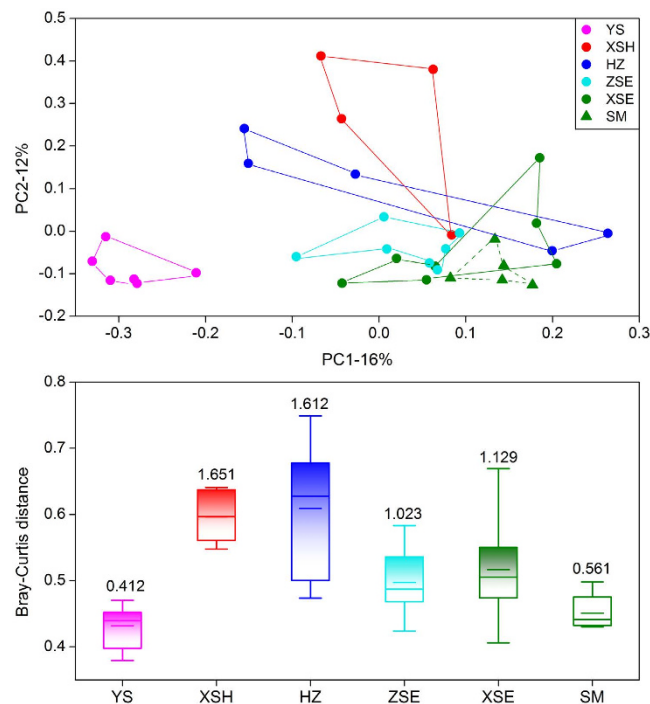 0.5
0.4
0.3
0.2
0.1
0.0
-0.1
-0.2
PC2-12%
YS
XSH
HZ
ZSE
XSE
SM
-0.3 -0.2 -0.1 0.0 0.1 0.2 0.3
PC1-16%
0.8
0.7
0.6
0.5
0.4
Bray-Curtis distance
0.412
1.651
1.612
1.023
1.129
0.561
YS XSH HZ ZSE XSE SM